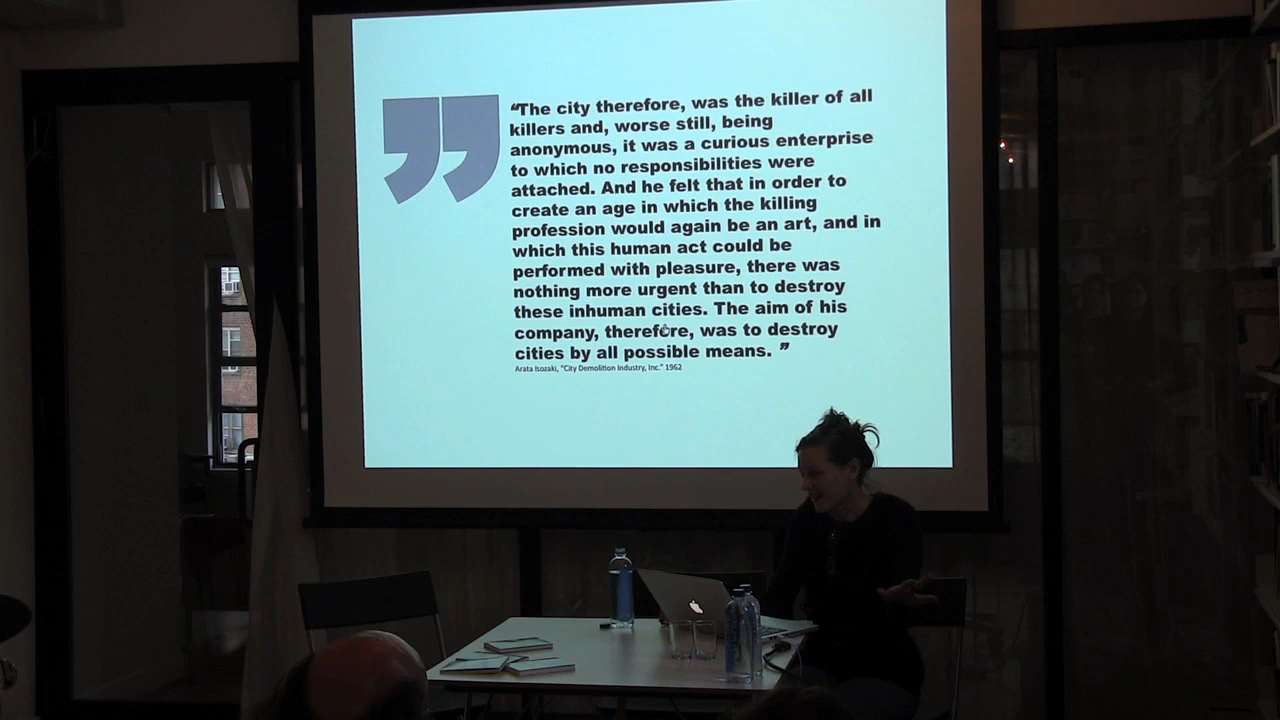 “The city therefore, was the killer of all
killers and, worse still, being
anonymous, it was a curious enterprise
to which no responsibilities were
attached. And he felt that in order to
create an age in which the killing
profession would again be an art, and in
which this human act could be
performed with pleasure, there was
nothing more urgent than to destroy
these inhuman cities. The aim of his
company, therefore, was to destroy
cities by all possible means. ”
Arata Isozaki, "City Demolition Industry, Inc." 1962